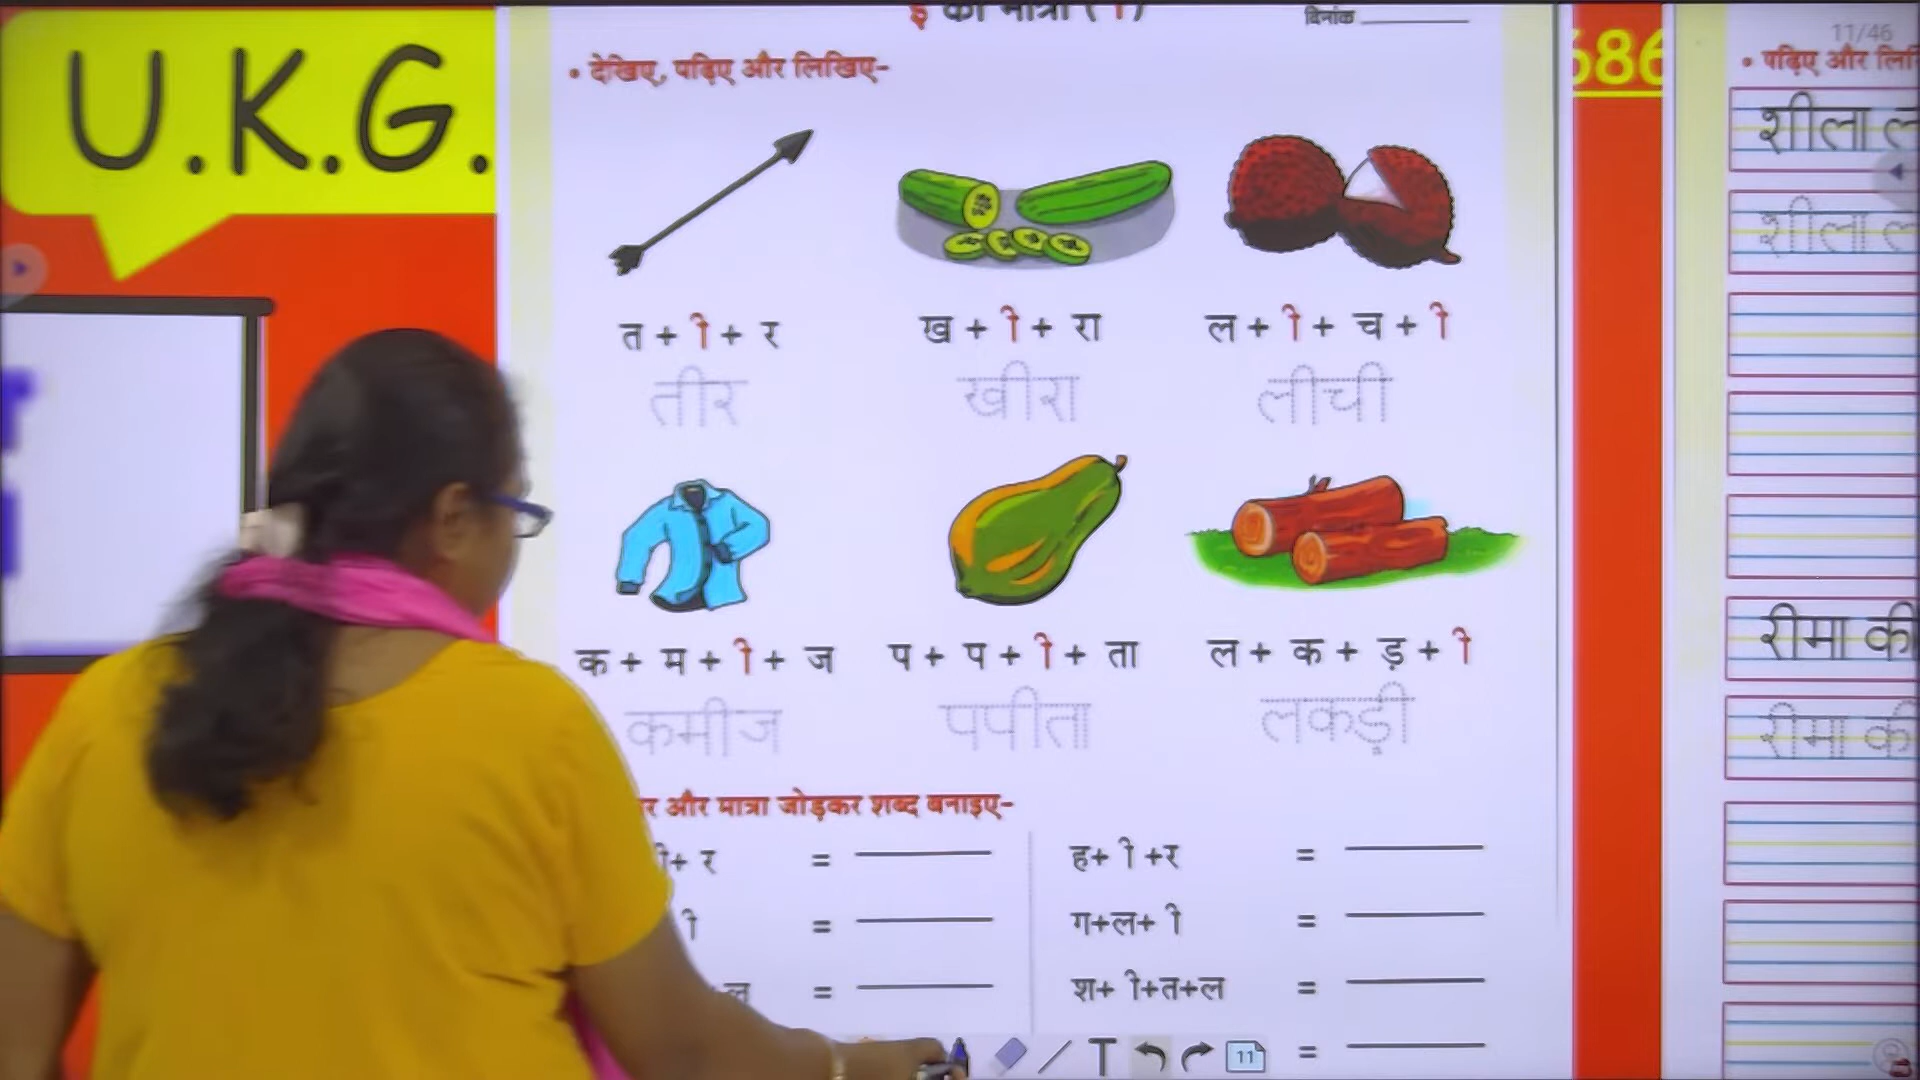 U.K.G.
की मात्रा ( ी)
दिनांक
11/46
686
• देखिए, पढ़िए और लिखिए-
• पढ़िए और
शीला
शीला
त + ी + र
ख + ी + रा
ल + ी + च + ी
तीर
खीरा
लीची
क + म + ी + ज
प + प + ी + ता
ल + क + ड़ + ी
कमीज
पपीता
लकड़ी
रीमा की
रीमा की
और मात्रा जोड़कर शब्द बनाइए-
ी+ र =
ह+ ी +र =
ी =
ग+ल+ ी =
ल =
श+ ी+त+ल =
T
11
=